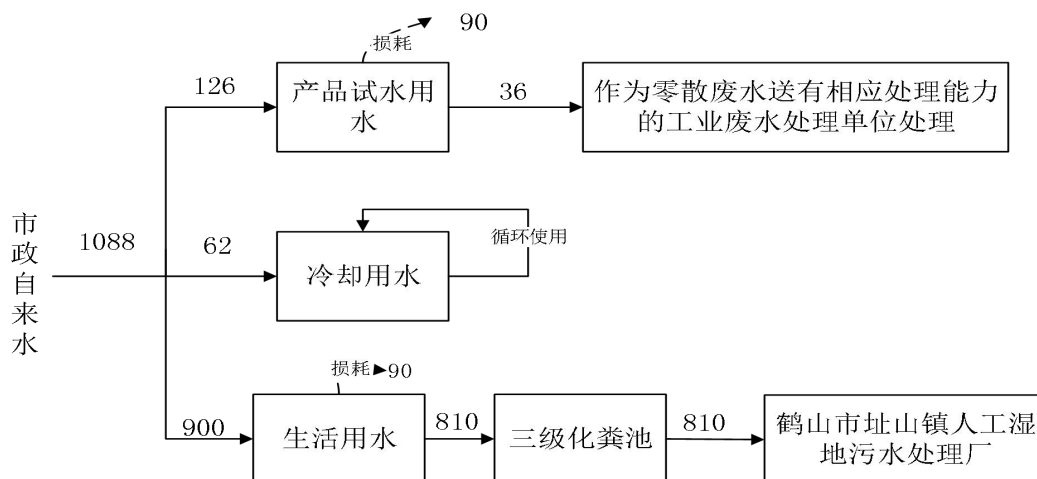 损耗
90
126
产品试水用
水
36
作为零散废水送有相应处理能力
的工业废水处理单位处理
市政自来水
1088
62
冷却用水
循环使用
900
损耗
90
生活用水
810
三级化粪池
810
鹤山市址山镇人工湿
地污水处理厂